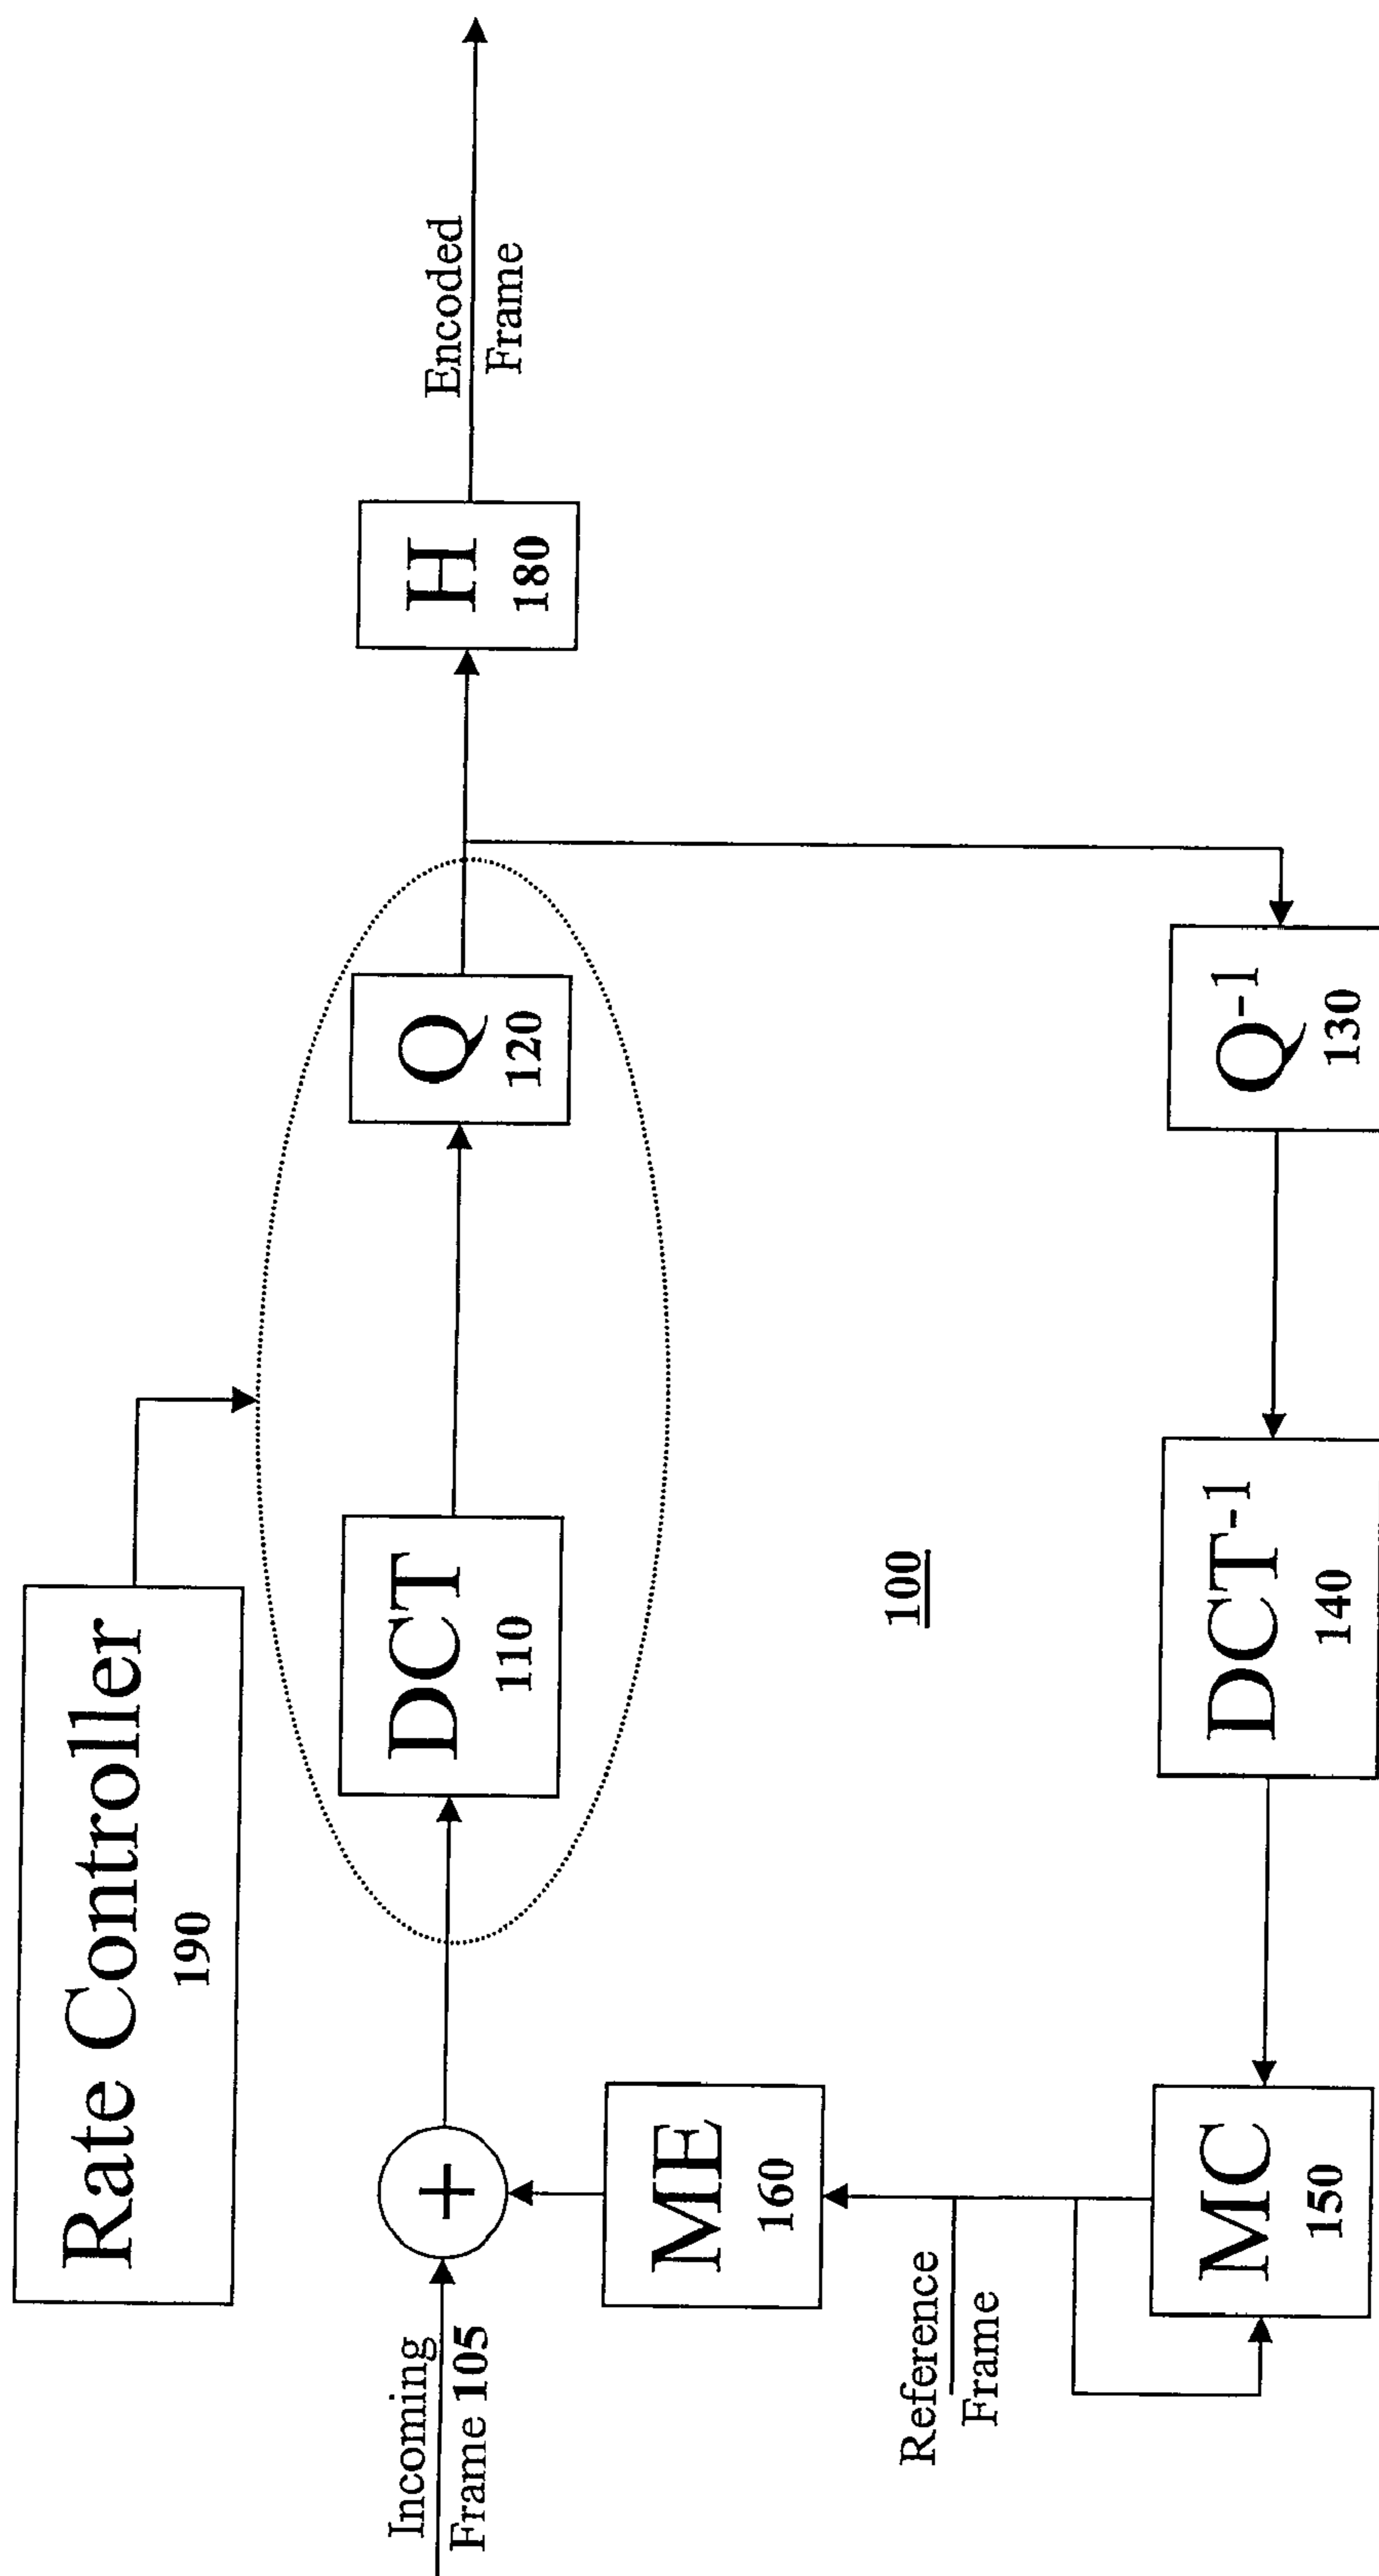 Rate Controller
190
Incoming
Frame 105
+
DCT
110
Q
120
H
180
Encoded
Frame
ME
160
100
Reference
Frame
MC
150
DCT-1
140
Q-1
130